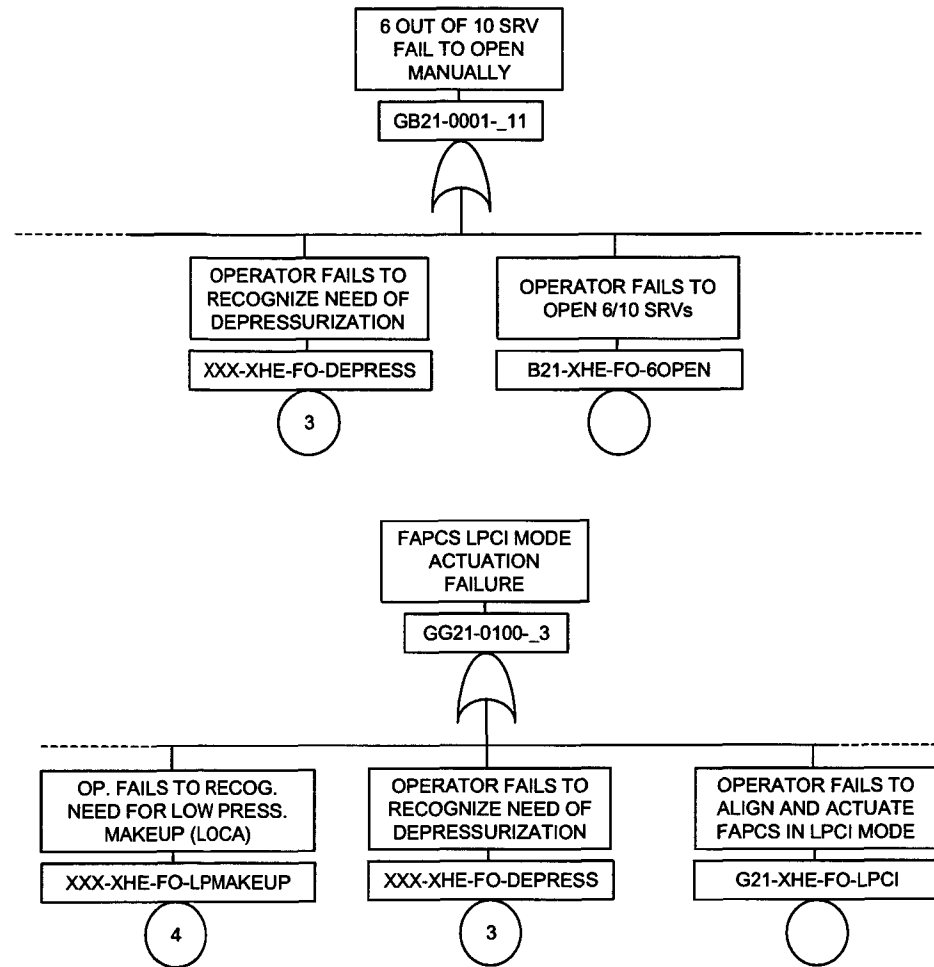 6 OUT OF 10 SRV
FAIL TO OPEN
MANUALLY
GB21-0001-_11
OPERATOR FAILS TO
RECOGNIZE NEED OF
DEPRESSURIZATION
XXX-XHE-FO-DEPRESS
3
OPERATOR FAILS TO
OPEN 6/10 SRVs
B21-XHE-FO-6OPEN
FAPCS LPCI MODE
ACTUATION
FAILURE
GG21-0100-_3
OP. FAILS TO RECOG.
NEED FOR LOW PRESS.
MAKEUP (LOCA)
XXX-XHE-FO-LPMAKEUP
4
OPERATOR FAILS TO
RECOGNIZE NEED OF
DEPRESSURIZATION
XXX-XHE-FO-DEPRESS
3
OPERATOR FAILS TO
ALIGN AND ACTUATE
FAPCS IN LPCI MODE
G21-XHE-FO-LPCI